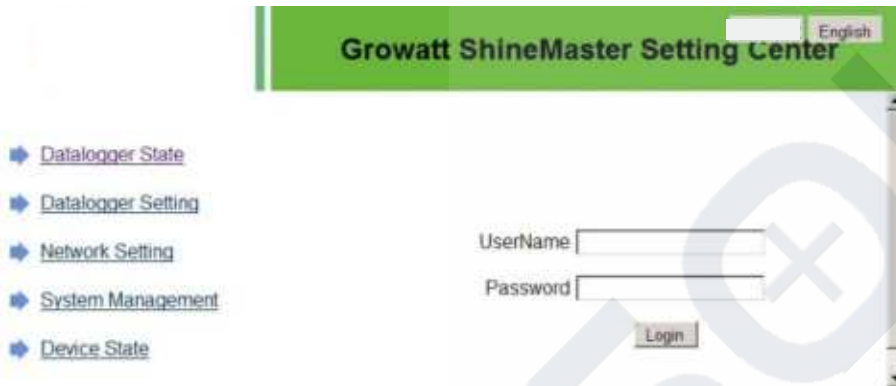 English
Growatt ShineMaster Setting Center
Datalogger State
Datalogger Setting
Network Setting
System Management
Device State
UserName
Password
Login